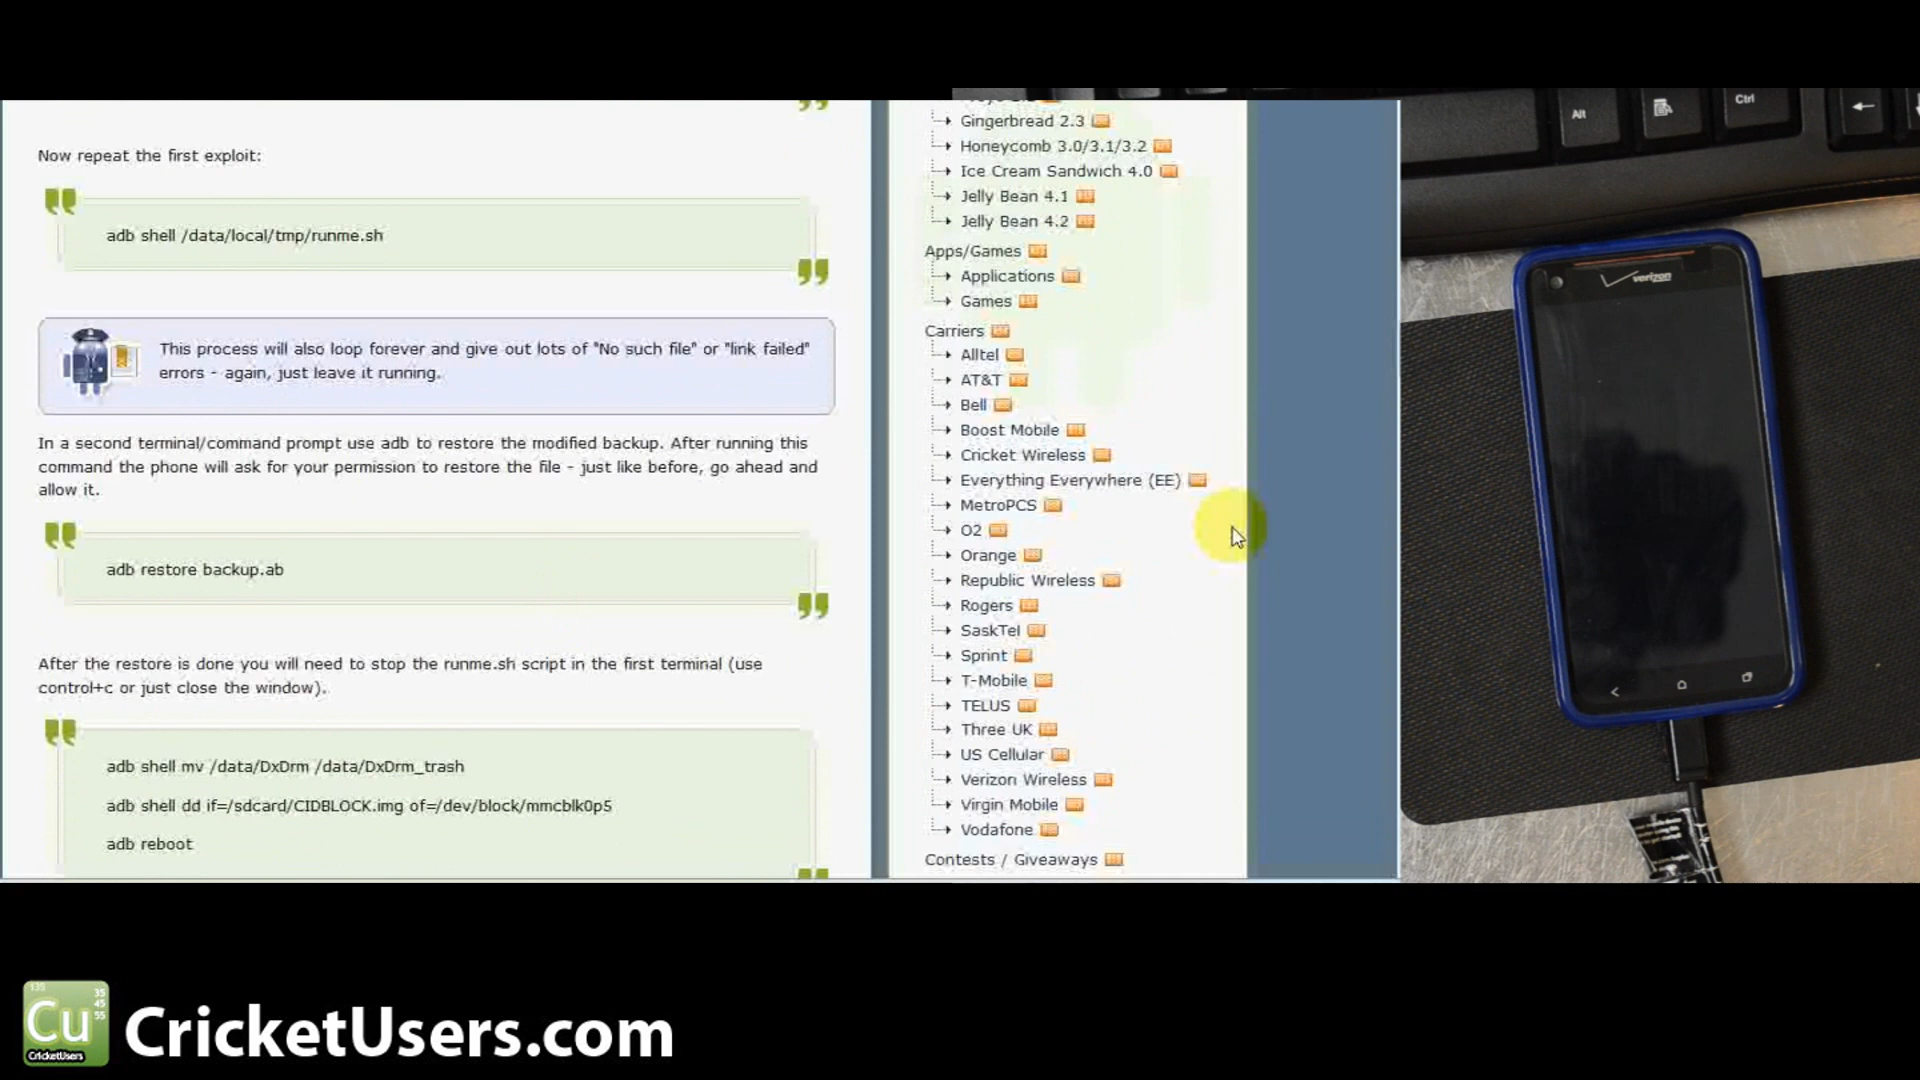 Now repeat the first exploit:
adb shell /data/local/tmp/runme.sh
This process will also loop forever and give out lots of "No such file" or "link failed"
errors - again, just leave it running.
In a second terminal/command prompt use adb to restore the modified backup. After running this
command the phone will ask for your permission to restore the file - just like before, go ahead and
allow it.
adb restore backup.ab
After the restore is done you will need to stop the runme.sh script in the first terminal (use
control+c or just close the window).
adb shell mv /data/DxDrm /data/DxDrm_trash
adb shell dd if=/sdcard/CIDBLOCK.img of=/dev/block/mmcblk0p5
adb reboot
Gingerbread 2.3
Honeycomb 3.0/3.1/3.2
Ice Cream Sandwich 4.0
Jelly Bean 4.1
Jelly Bean 4.2
Apps/Games
Applications
Games
Carriers
Alltel
AT&T
Bell
Boost Mobile
Cricket Wireless
Everything Everywhere (EE)
MetroPCS
O2
Orange
Republic Wireless
Rogers
SaskTel
Sprint
T-Mobile
TELUS
Three UK
US Cellular
Verizon Wireless
Virgin Mobile
Vodafone
Contests / Giveaways
Alt
Ctrl
verizon
135
35
45
55
Cu
CricketUsers
CricketUsers.com